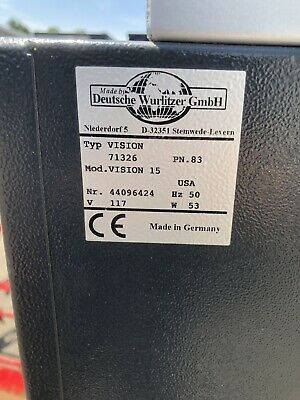 Made by
Deutsche Wurlitzer GmbH
Niederdorf 5 D-32351 Stemwede-Levern
Typ VISION
71326 PN.83
Mod.VISION 15
USA
Nr. 44096424 Hz 50
V 117 W 53
CE Made in Germany